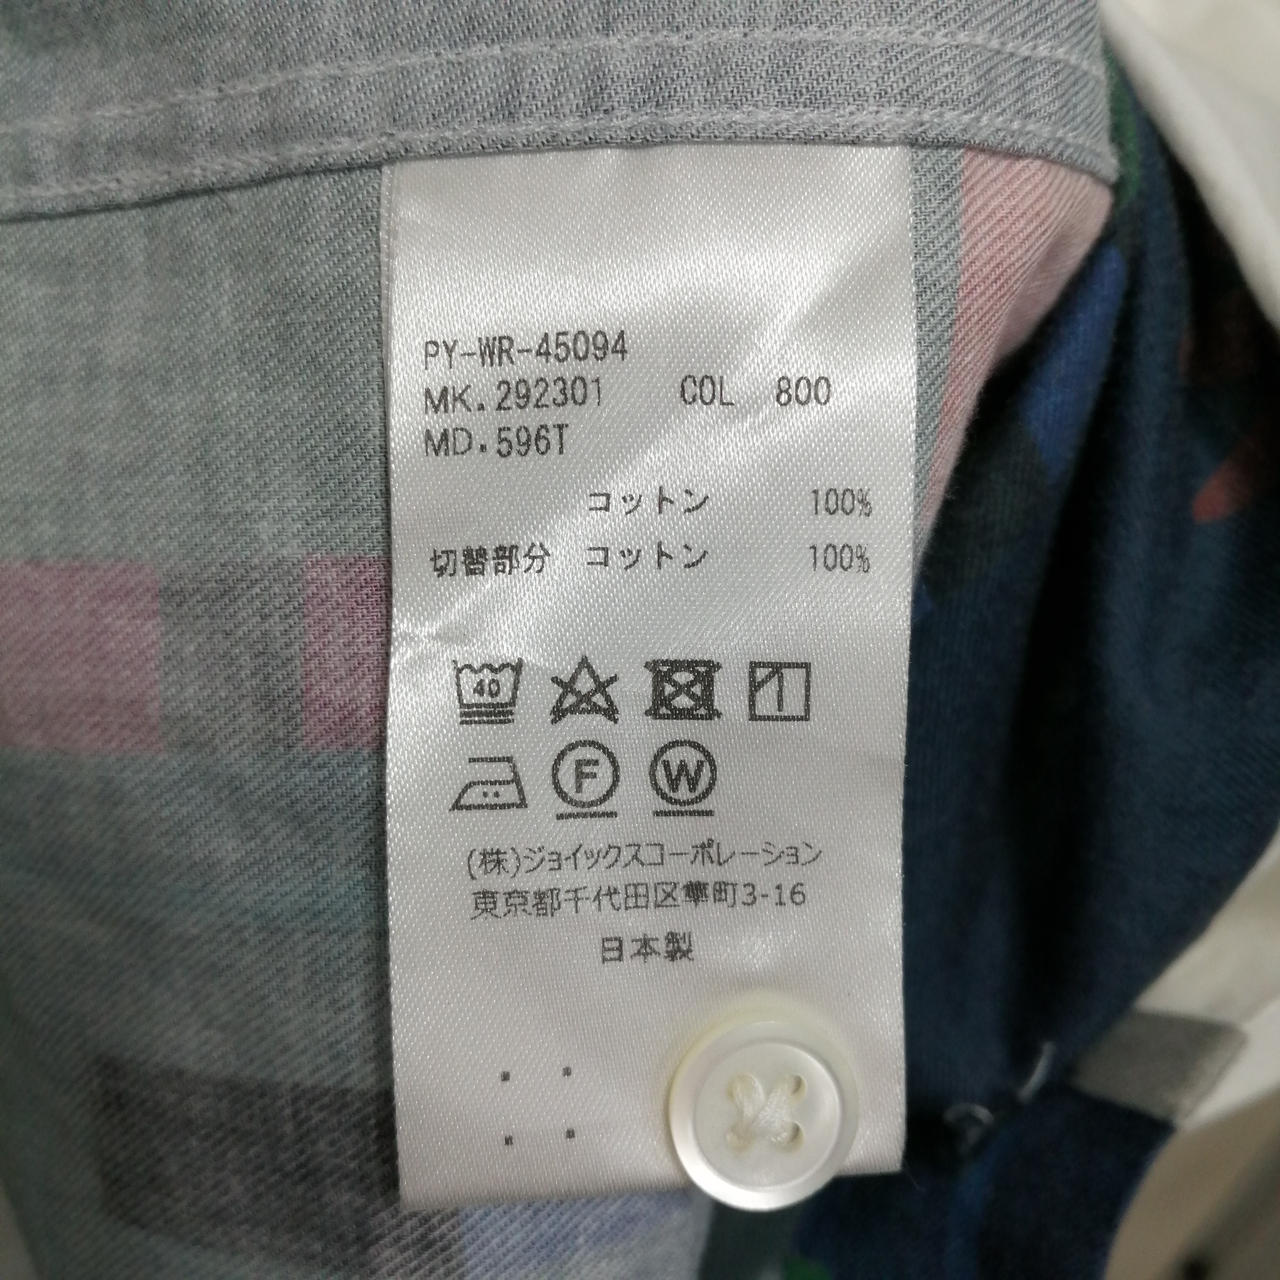 PY-WR-45094
MK.292301 COL 800
MD.596T
コットン 100%
切替部分 コットン 100%
40
F W
(株)ジョイックスコーポレーション
東京都千代田区隼町3-16
日本製